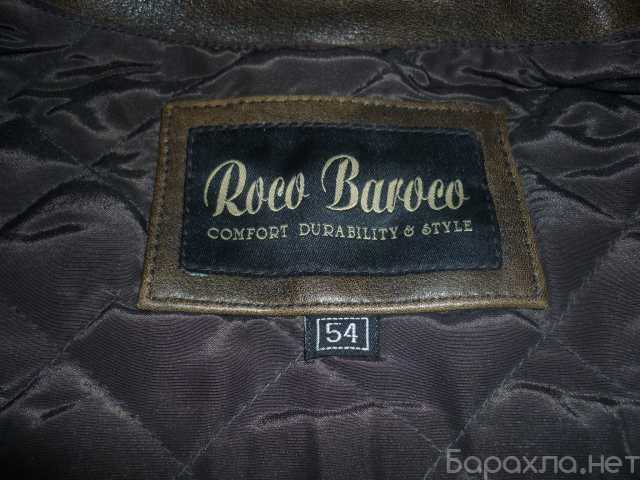 Roco Baroco
COMFORT DURABILITY & STYLE
54
Барахла.нет